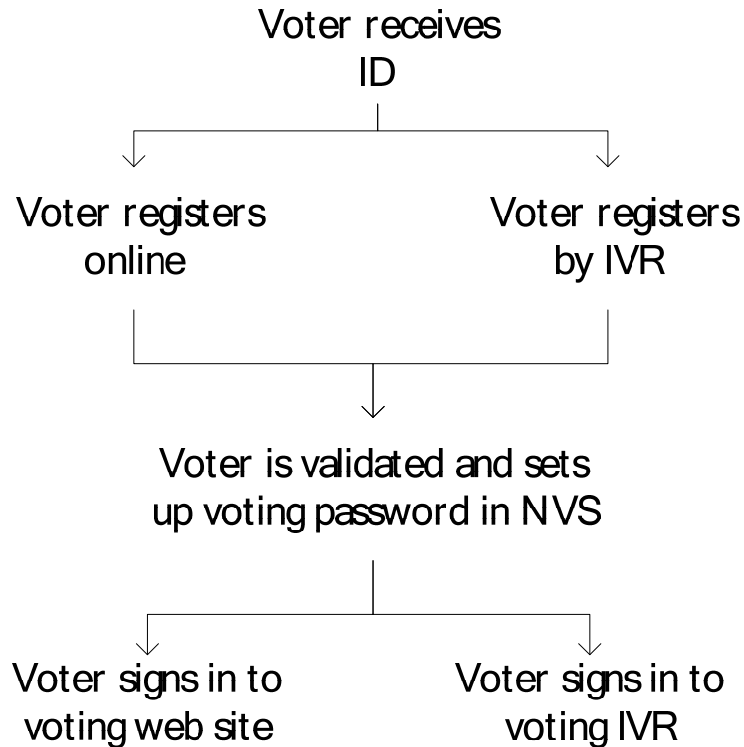 Voter receives
ID
Voter registers
online
Voter registers
by IVR
Voter is validated and sets
up voting password in NVS
Voter signs in to
voting web site
Voter signs in to
voting IVR